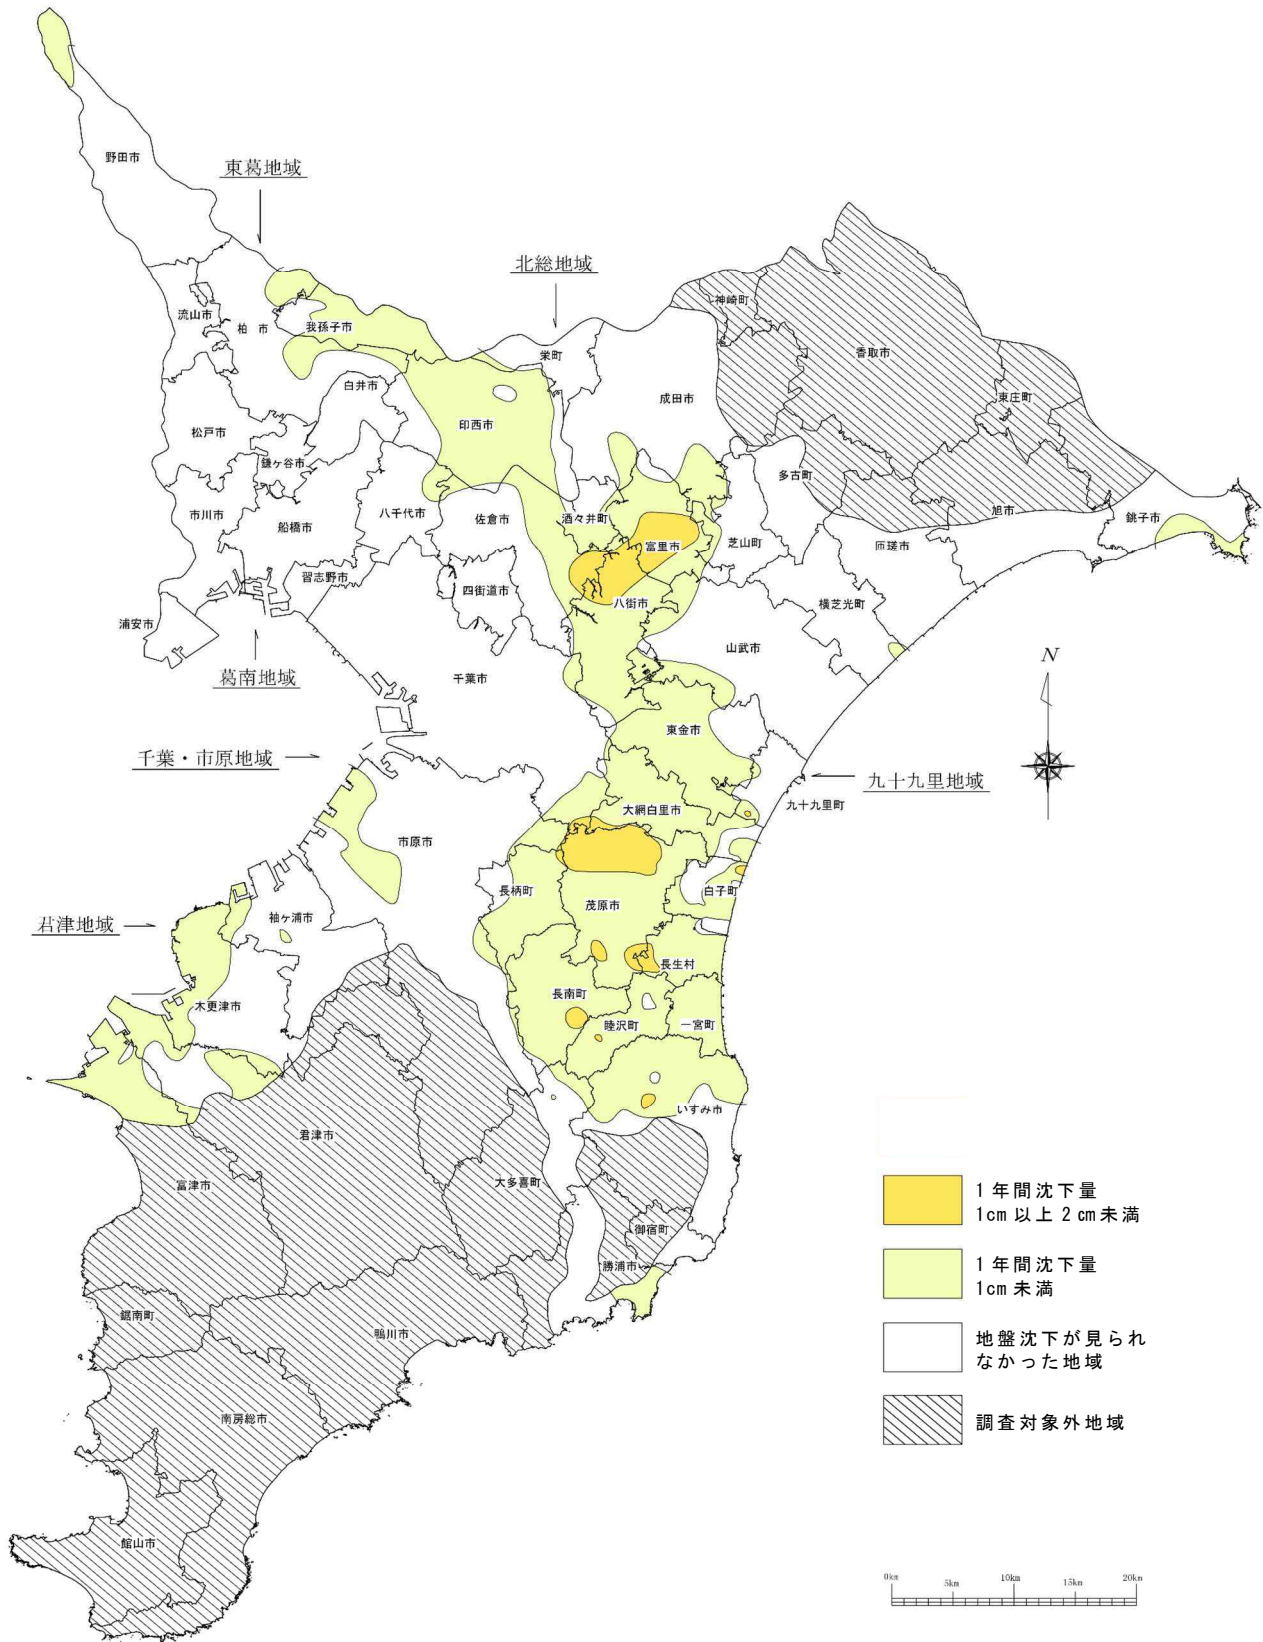 野田市
東葛地域
北総地域
神崎町
流山市
柏 市
我孫子市
栄町
香取市
白井市
成田市
東庄町
印西市
松戸市
鎌ヶ谷市
多古町
市川市
船橋市
八千代市
佐倉市
酒々井町
旭市
銚子市
富里市
芝山町
匝瑳市
習志野市
四街道市
八街市
横芝光町
浦安市
山武市
葛南地域
千葉市
N
東金市
千葉・市原地域
九十九里地域
九十九里町
大網白里市
市原市
長柄町
白子町
茂原市
袖ヶ浦市
君津地域
長生村
長南町
木更津市
睦沢町
一宮町
いすみ市
君津市
富津市
大多喜町
1年間沈下量
1cm以上2cm未満
御宿町
勝浦市
1年間沈下量
1cm未満
鋸南町
鴨川市
地盤沈下が見られ
なかった地域
南房総市
調査対象外地域
館山市
0km
5km
10km
15km
20km